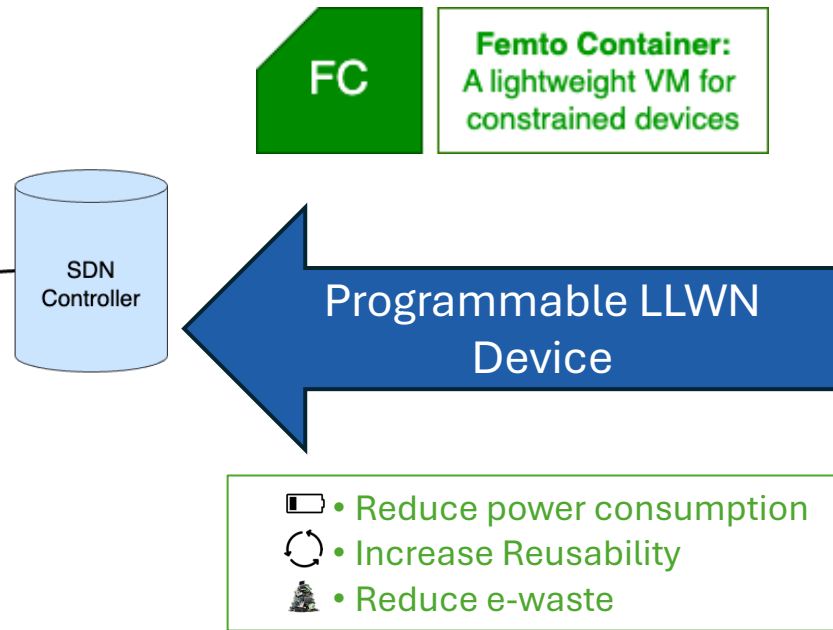 FC
Femto Container:
A lightweight VM for
constrained devices
SDN
Controller
Programmable LLWN
Device
• Reduce power consumption
• Increase Reusability
• Reduce e-waste